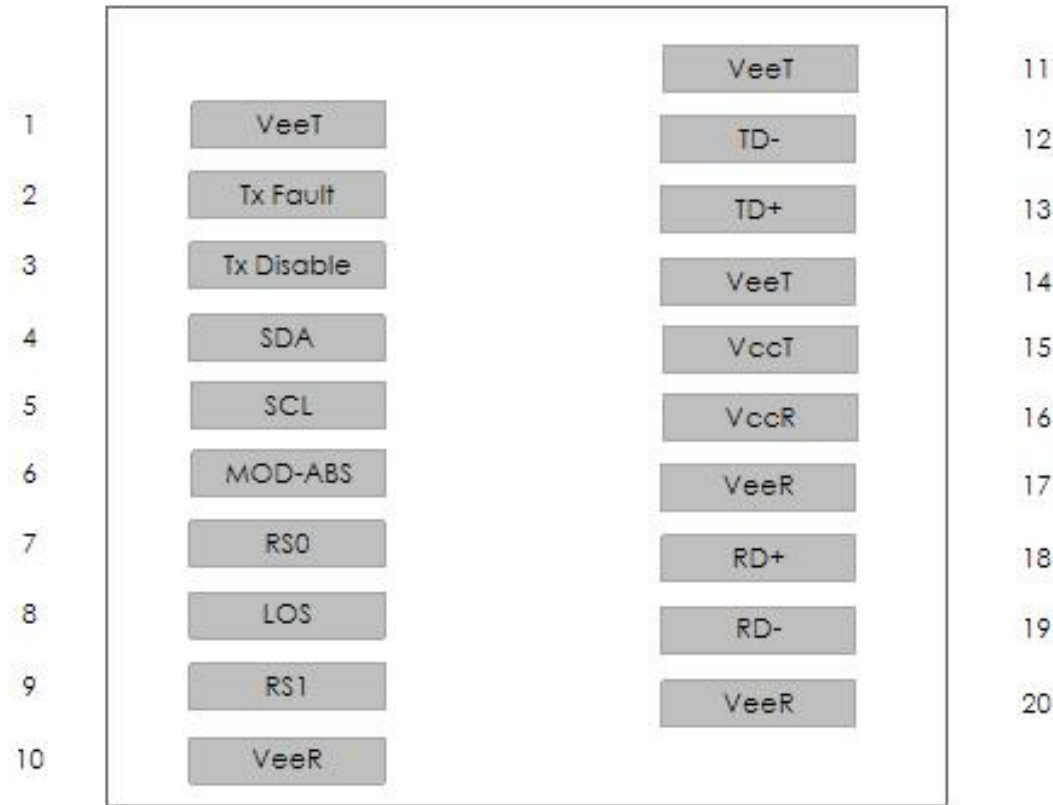 1 VeeT
2 Tx Fault
3 Tx Disable
4 SDA
5 SCL
6 MOD-ABS
7 RS0
8 LOS
9 RS1
10 VeeR
VeeT 11
TD- 12
TD+ 13
VeeT 14
VccT 15
VccR 16
VeeR 17
RD+ 18
RD- 19
VeeR 20